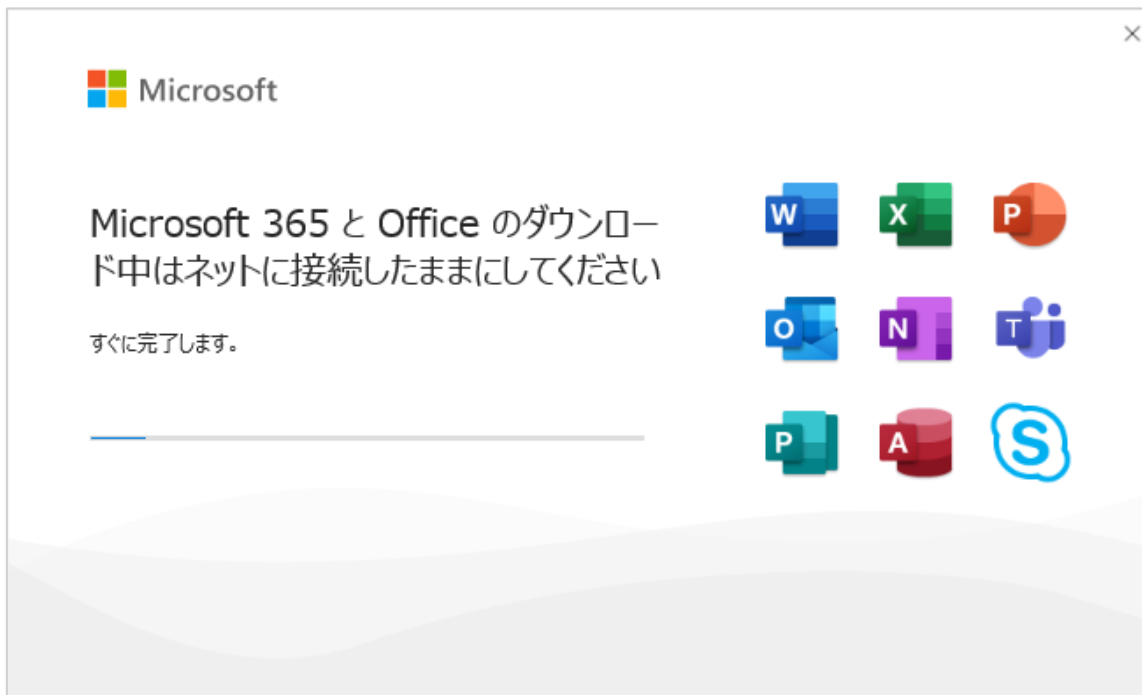 Microsoft
Microsoft 365 と Office のダウンロー
ド中はネットに接続したままにしてください
すぐに完了します。
W X P
O N T
P A S